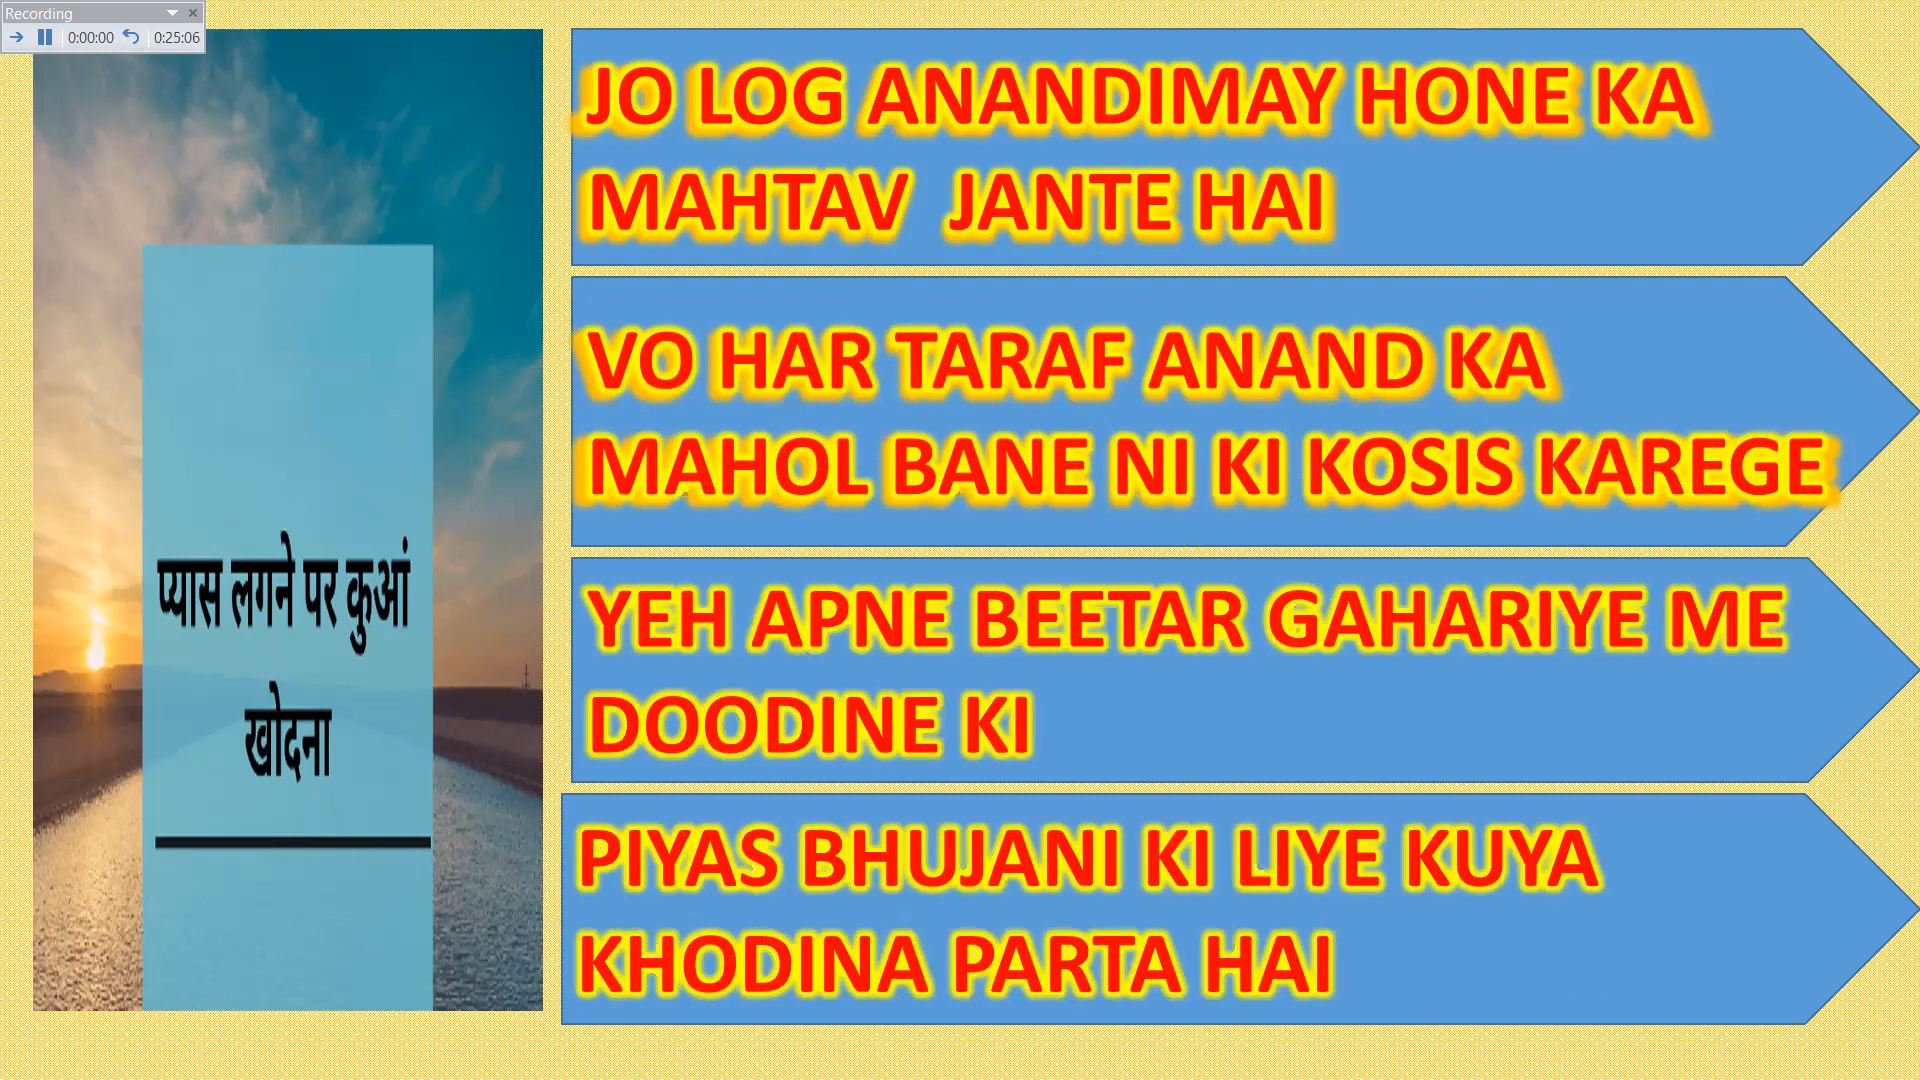 Recording
0:00:00 0:25:06
प्यास लगने पर कुआं
खोदना
JO LOG ANANDIMAY HONE KA
MAHTAV JANTE HAI
VO HAR TARAF ANAND KA
MAHOL BANE NI KI KOSIS KAREGE
YEH APNE BEETAR GAHARIYE ME
DOODINE KI
PIYAS BHUJANI KI LIYE KUYA
KHODINA PARTA HAI